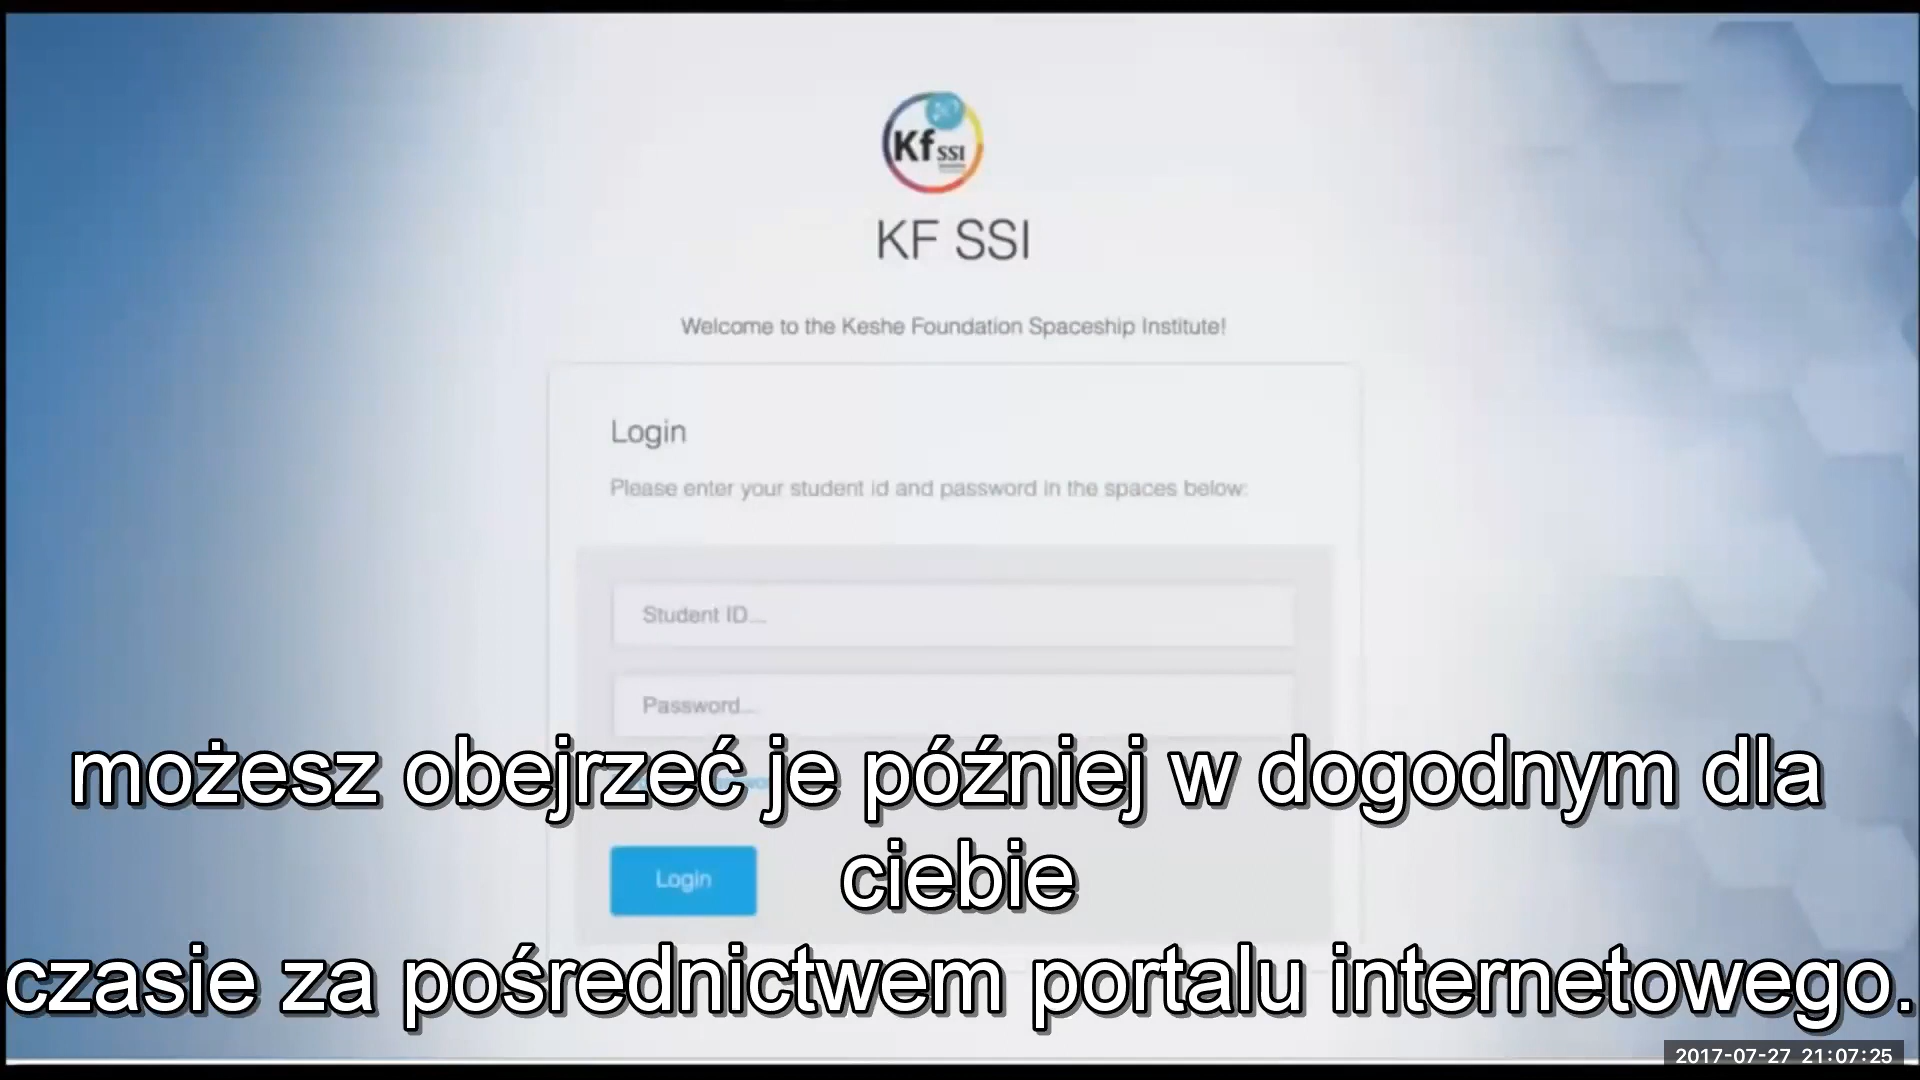 Kf SSI
KF SSI
Welcome to the Keshe Foundation Spaceship Institute!
Login
Please enter your student id and password in the spaces below:
Student ID...
Password...
możesz obejrzeć je później w dogodnym dla
ciebie
Login
czasie za pośrednictwem portalu internetowego.
2017-07-27 21:07:25